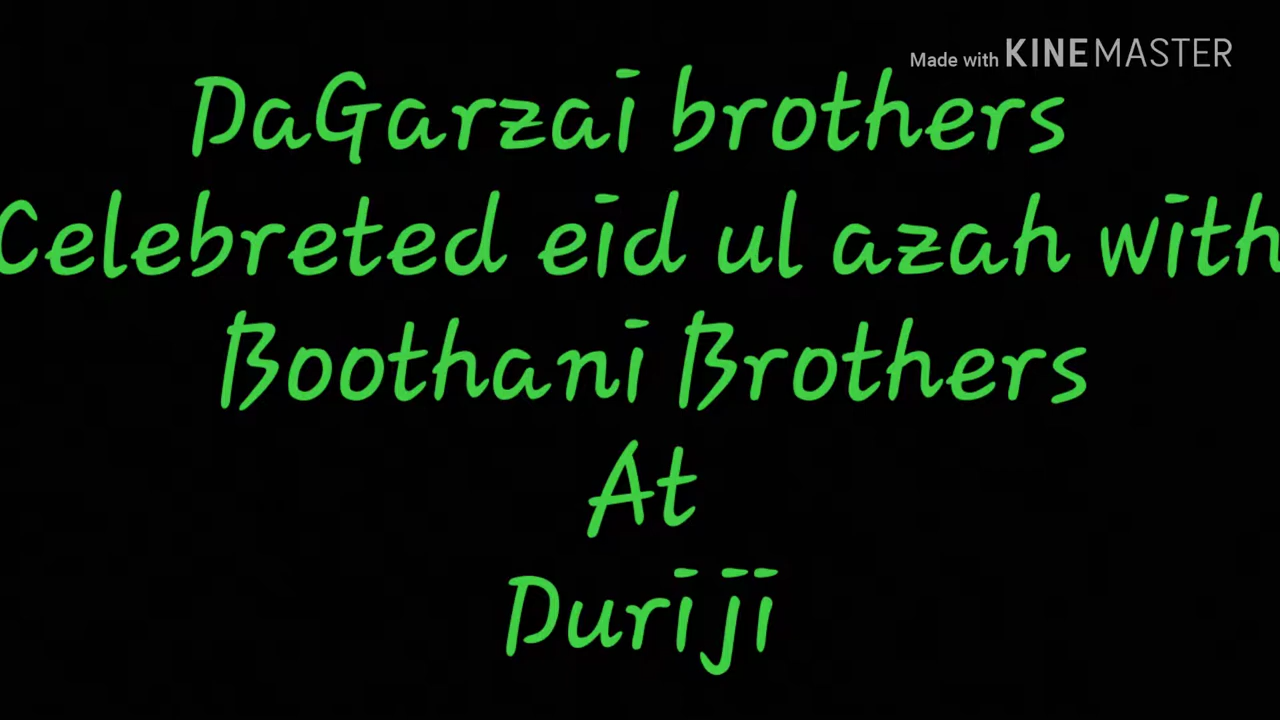 Made with KINEMASTER
DaGarzai brothers
Celebreted eid ul azah with
Boothani Brothers
At
Duriji